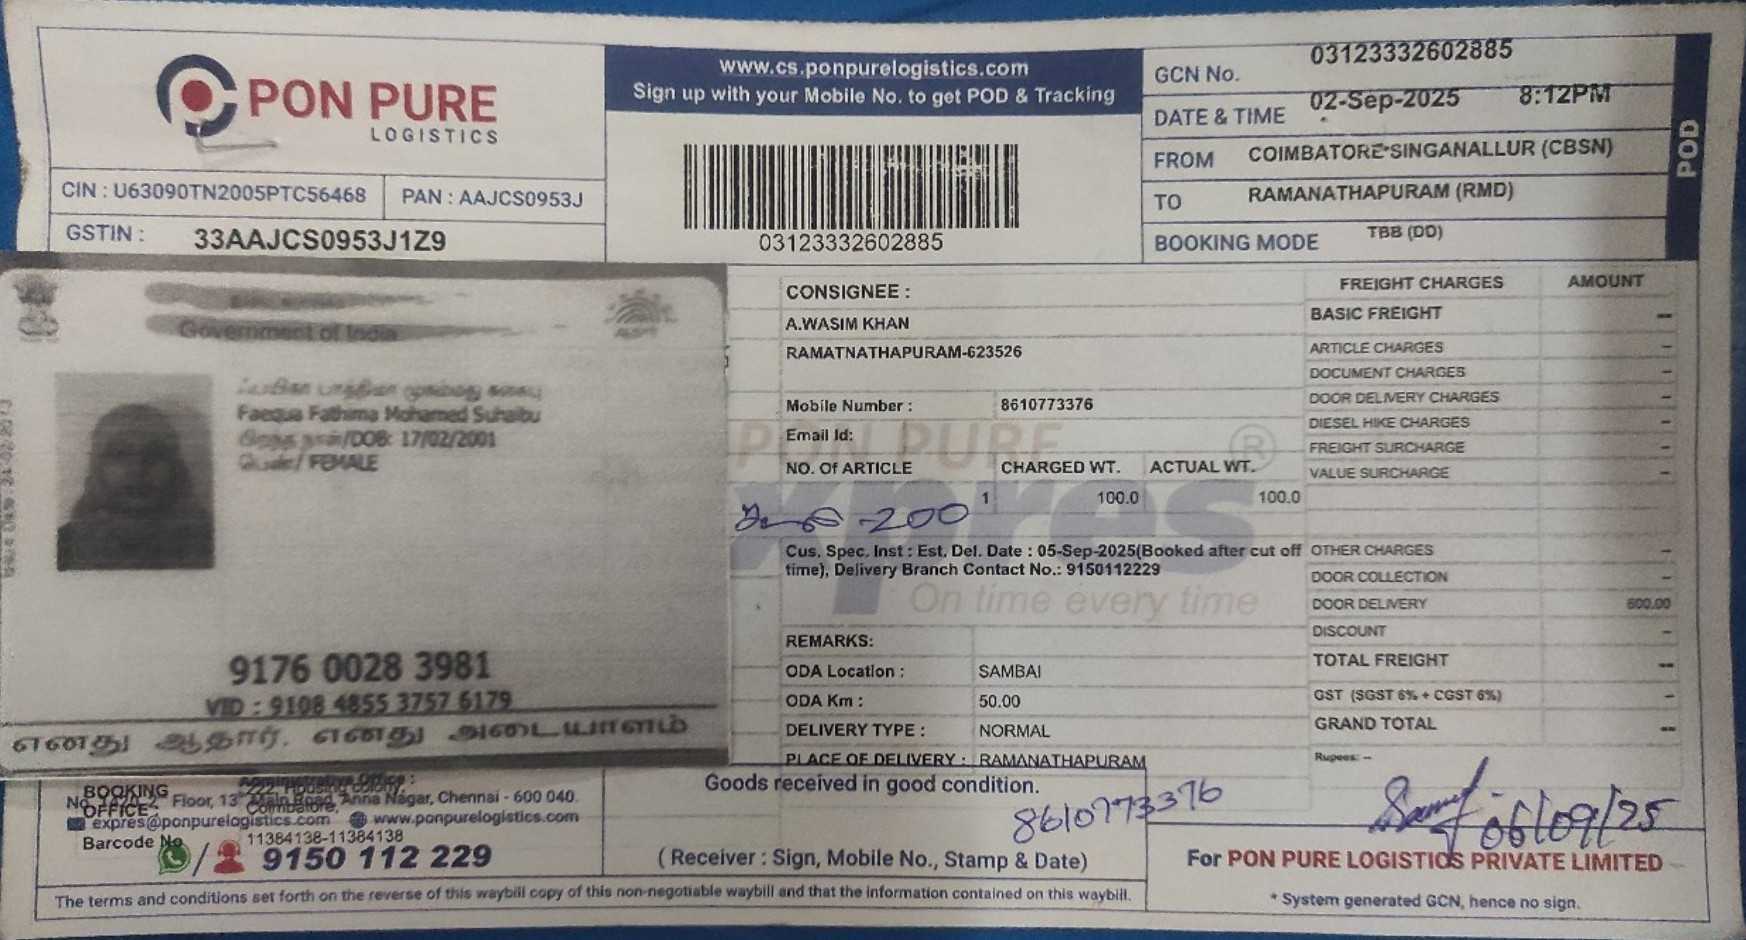 PON PURE
LOGISTICS
www.cs.ponpurelogistics.com
Sign up with your Mobile No. to get POD & Tracking
03123332602885
GCN No. 03123332602885
DATE & TIME 02-Sep-2025 8:12PM
FROM COIMBATORE-SINGANALLUR (CBSN)
TO RAMANATHAPURAM (RMD)
BOOKING MODE TBB (DD)
POD
CIN : U63090TN2005PTC56468 PAN : AAJCS0953J
GSTIN : 33AAJCS0953J1Z9
Government of India
Faequa Fathima Mohamed Suhaibu
/DOB: 17/02/2001
/ FEMALE
9176 0028 3981
VID : 9108 4855 3757 6179
எனது ஆதார், எனது அடையாளம்
CONSIGNEE :
A.WASIM KHAN
RAMATNATHAPURAM-623526
Mobile Number : 8610773376
Email Id:
PON PURE
xpres ®
On time every time
NO. Of ARTICLE CHARGED WT. ACTUAL WT.
1 100.0 100.0
-200
Cus. Spec. Inst : Est. Del. Date : 05-Sep-2025(Booked after cut off
time), Delivery Branch Contact No.: 9150112229
REMARKS:
ODA Location : SAMBAI
ODA Km : 50.00
DELIVERY TYPE : NORMAL
PLACE OF DELIVERY : RAMANATHAPURAM
FREIGHT CHARGES AMOUNT
BASIC FREIGHT --
ARTICLE CHARGES -
DOCUMENT CHARGES -
DOOR DELIVERY CHARGES -
DIESEL HIKE CHARGES -
FREIGHT SURCHARGE -
VALUE SURCHARGE -
OTHER CHARGES -
DOOR COLLECTION -
DOOR DELIVERY 600.00
DISCOUNT -
TOTAL FREIGHT --
GST (SGST 6% + CGST 6%) -
GRAND TOTAL --
Rupees: --
Goods received in good condition.
8610773376
(Receiver : Sign, Mobile No., Stamp & Date)
06/09/25
For PON PURE LOGISTICS PRIVATE LIMITED
* System generated GCN, hence no sign.
Administrative Office :
BOOKING
OFFICE
Floor, 13th Main Road, Anna Nagar, Chennai - 600 040.
Coimbatore,
expres@ponpurelogistics.com www.ponpurelogistics.com
Barcode No 11384138-11384138
/ 9150 112 229
The terms and conditions set forth on the reverse of this waybill copy of this non-negotiable waybill and that the information contained on this waybill.